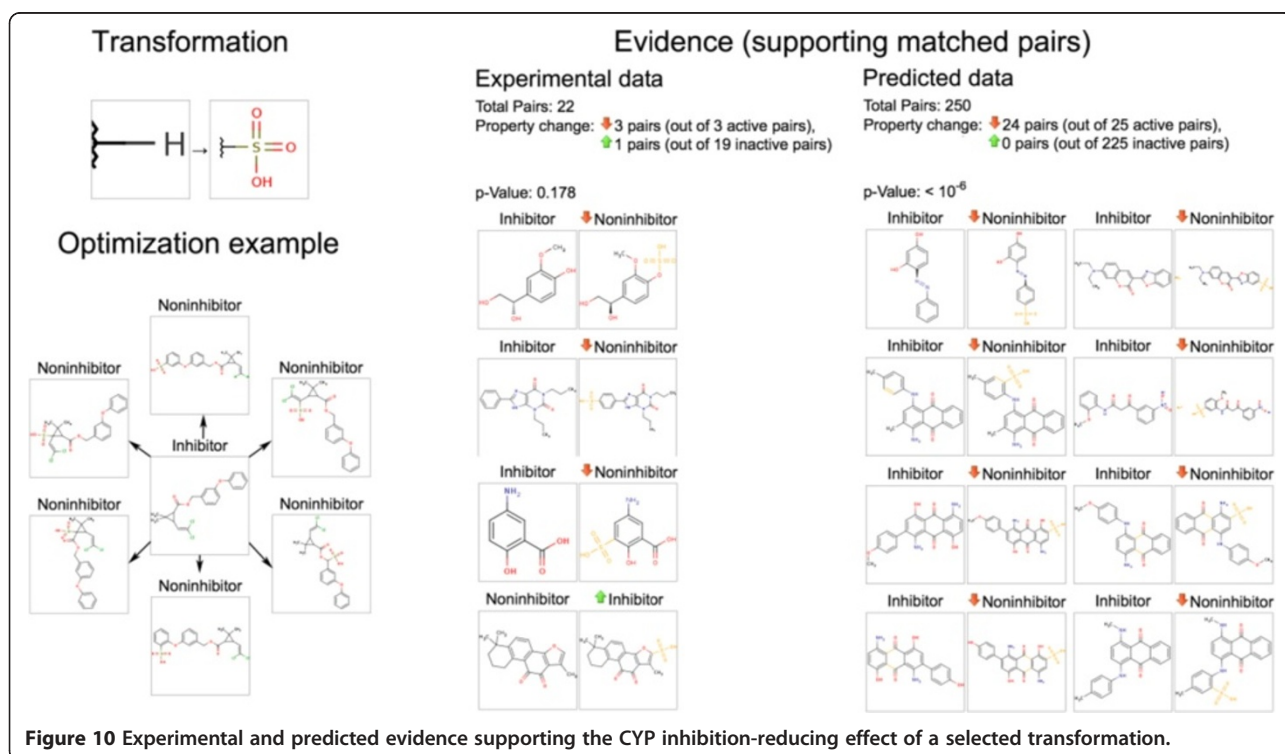 Transformation
H
→
O
S
O
OH
Optimization example
Noninhibitor
Noninhibitor
Noninhibitor
Inhibitor
Noninhibitor
Noninhibitor
Noninhibitor
Evidence (supporting matched pairs)
Experimental data
Total Pairs: 22
Property change: 3 pairs (out of 3 active pairs),
1 pairs (out of 19 inactive pairs)
p-Value: 0.178
Inhibitor Noninhibitor
Inhibitor Noninhibitor
Inhibitor Noninhibitor
Noninhibitor Inhibitor
Predicted data
Total Pairs: 250
Property change: 24 pairs (out of 25 active pairs),
0 pairs (out of 225 inactive pairs)
p-Value: < 10⁻⁶
Inhibitor Noninhibitor Inhibitor Noninhibitor
Inhibitor Noninhibitor Inhibitor Noninhibitor
Inhibitor Noninhibitor Inhibitor Noninhibitor
Inhibitor Noninhibitor Inhibitor Noninhibitor
Figure 10 Experimental and predicted evidence supporting the CYP inhibition-reducing effect of a selected transformation.